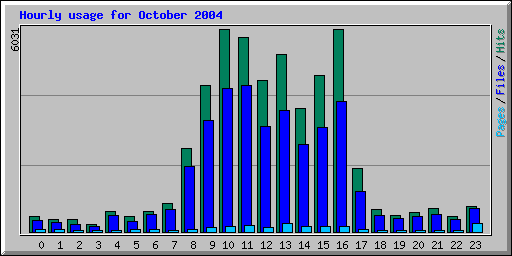 Hourly usage for October 2004
6031
Pages / Files / Hits
0 1 2 3 4 5 6 7 8 9 10 11 12 13 14 15 16 17 18 19 20 21 22 23